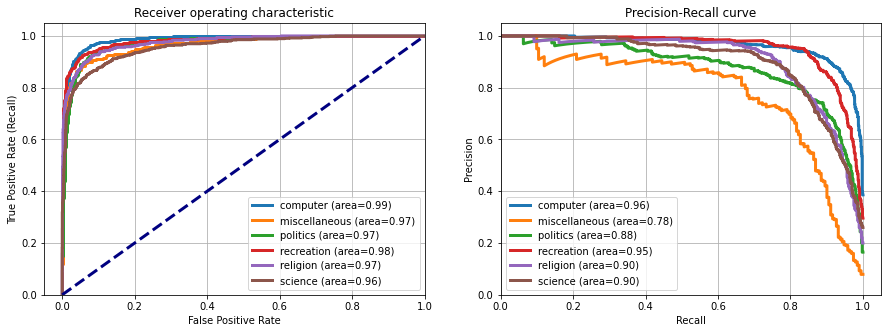 Receiver operating characteristic
1.0
0.8
0.6
0.4
0.2
0.0
True Positive Rate (Recall)
0.0 0.2 0.4 0.6 0.8 1.0
False Positive Rate
computer (area=0.99)
miscellaneous (area=0.97)
politics (area=0.97)
recreation (area=0.98)
religion (area=0.97)
science (area=0.96)
Precision-Recall curve
1.0
0.8
0.6
0.4
0.2
0.0
Precision
0.0 0.2 0.4 0.6 0.8 1.0
Recall
computer (area=0.96)
miscellaneous (area=0.78)
politics (area=0.88)
recreation (area=0.95)
religion (area=0.90)
science (area=0.90)